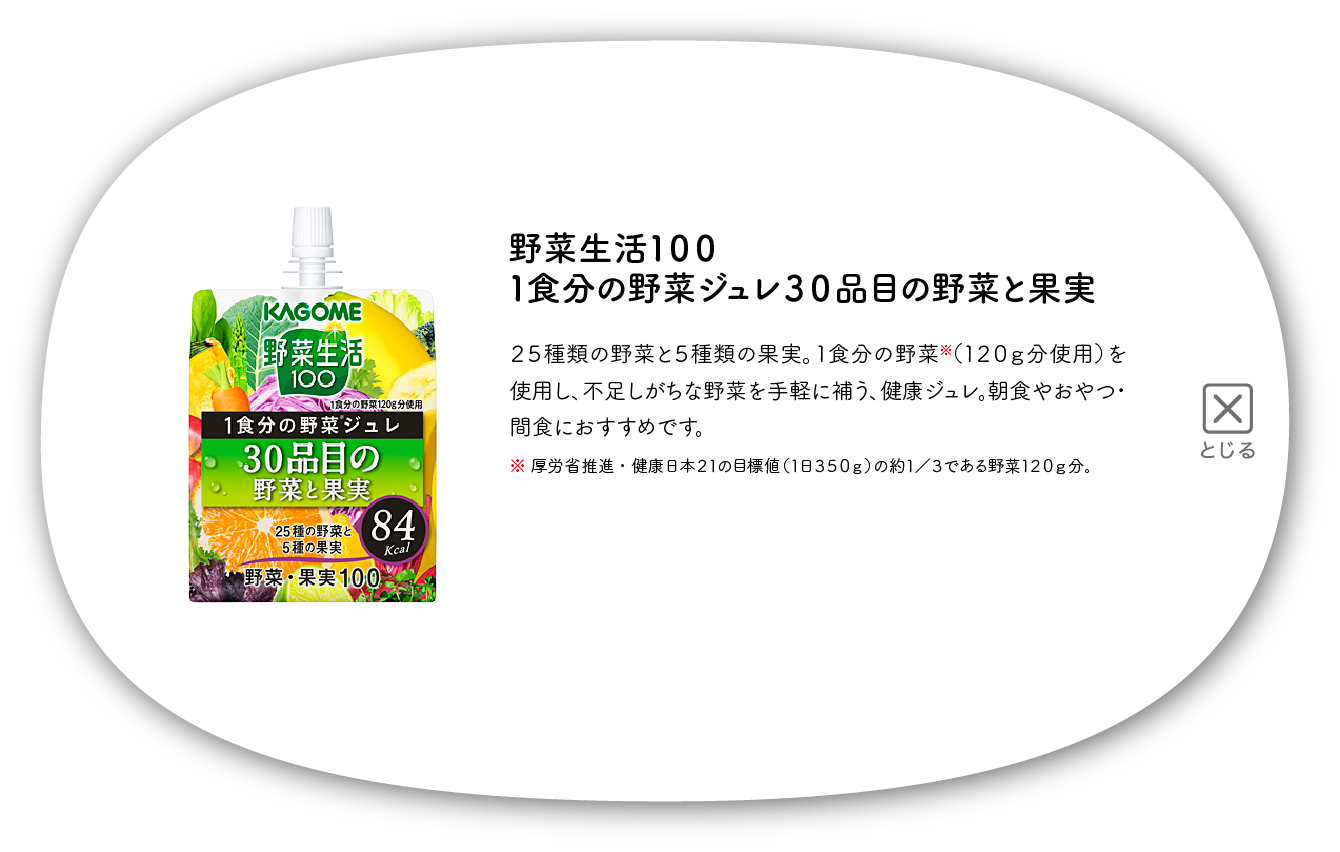 KAGOME
野菜生活
100
1食分の野菜120g分使用
1食分の野菜※ジュレ
30品目の
野菜と果実
25種の野菜と
5種の果実
84
Kcal
野菜・果実100
野菜生活100
1食分の野菜ジュレ30品目の野菜と果実
25種類の野菜と5種類の果実。1食分の野菜※(120g分使用)を
使用し、不足しがちな野菜を手軽に補う、健康ジュレ。朝食やおやつ・
間食におすすめです。
※ 厚労省推進・健康日本21の目標値(1日350g)の約1/3である野菜120g分。
とじる